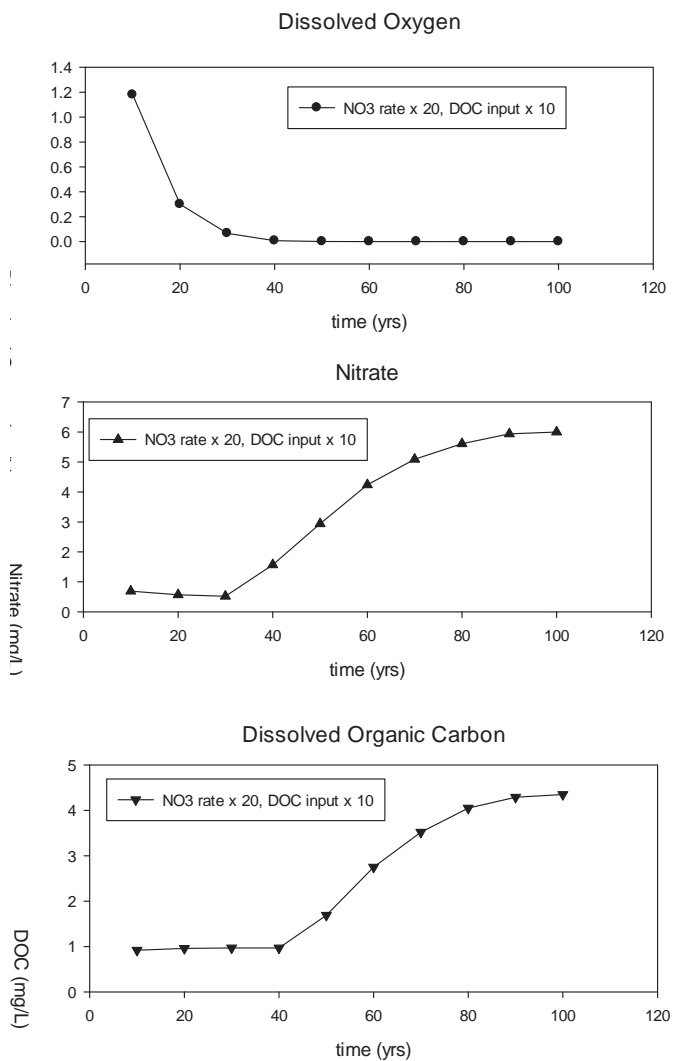 Dissolved Oxygen
1.4
1.2
1.0
0.8
0.6
0.4
0.2
0.0
NO3 rate x 20, DOC input x 10
0 20 40 60 80 100 120
time (yrs)
Nitrate
7
6
5
4
3
2
1
0
NO3 rate x 20, DOC input x 10
Nitrate (mg/L)
0 20 40 60 80 100 120
time (yrs)
Dissolved Organic Carbon
5
4
3
2
1
0
NO3 rate x 20, DOC input x 10
DOC (mg/L)
0 20 40 60 80 100 120
time (yrs)